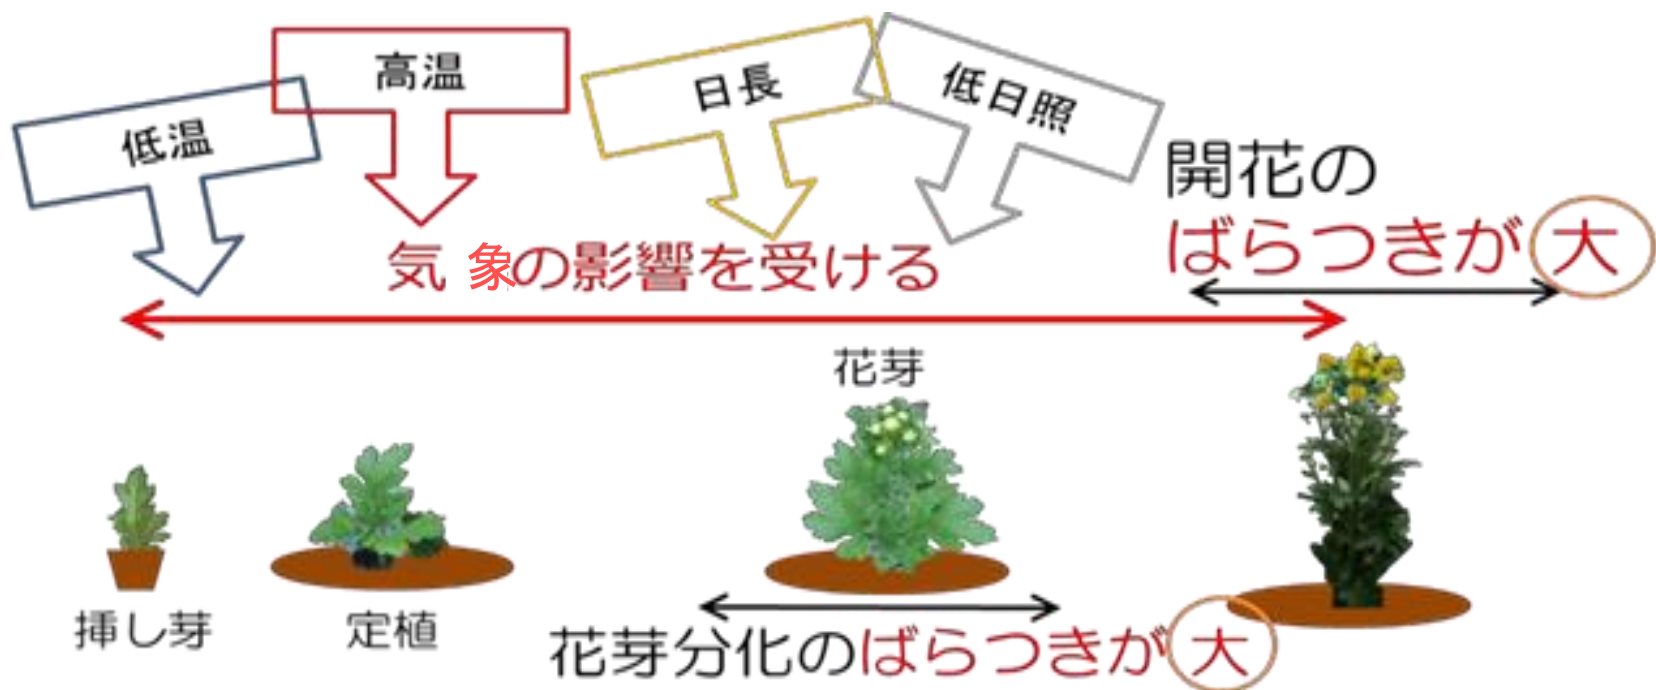 低温
高温
日長
低日照
開花の
ばらつきが 大
気 象の影響を受ける
花芽
挿し芽
定植
花芽分化のばらつきが 大